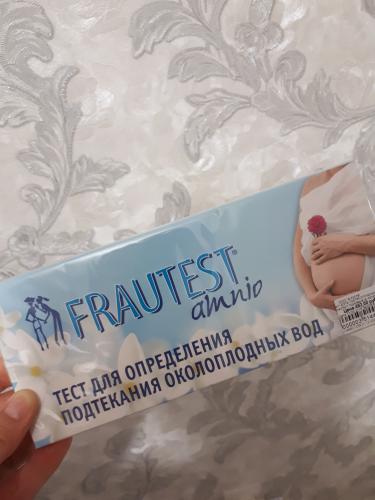 FRAUTEST
amnio
ТЕСТ ДЛЯ ОПРЕДЕЛЕНИЯ
ПОДТЕКАНИЯ ОКОЛОПЛОДНЫХ ВОД